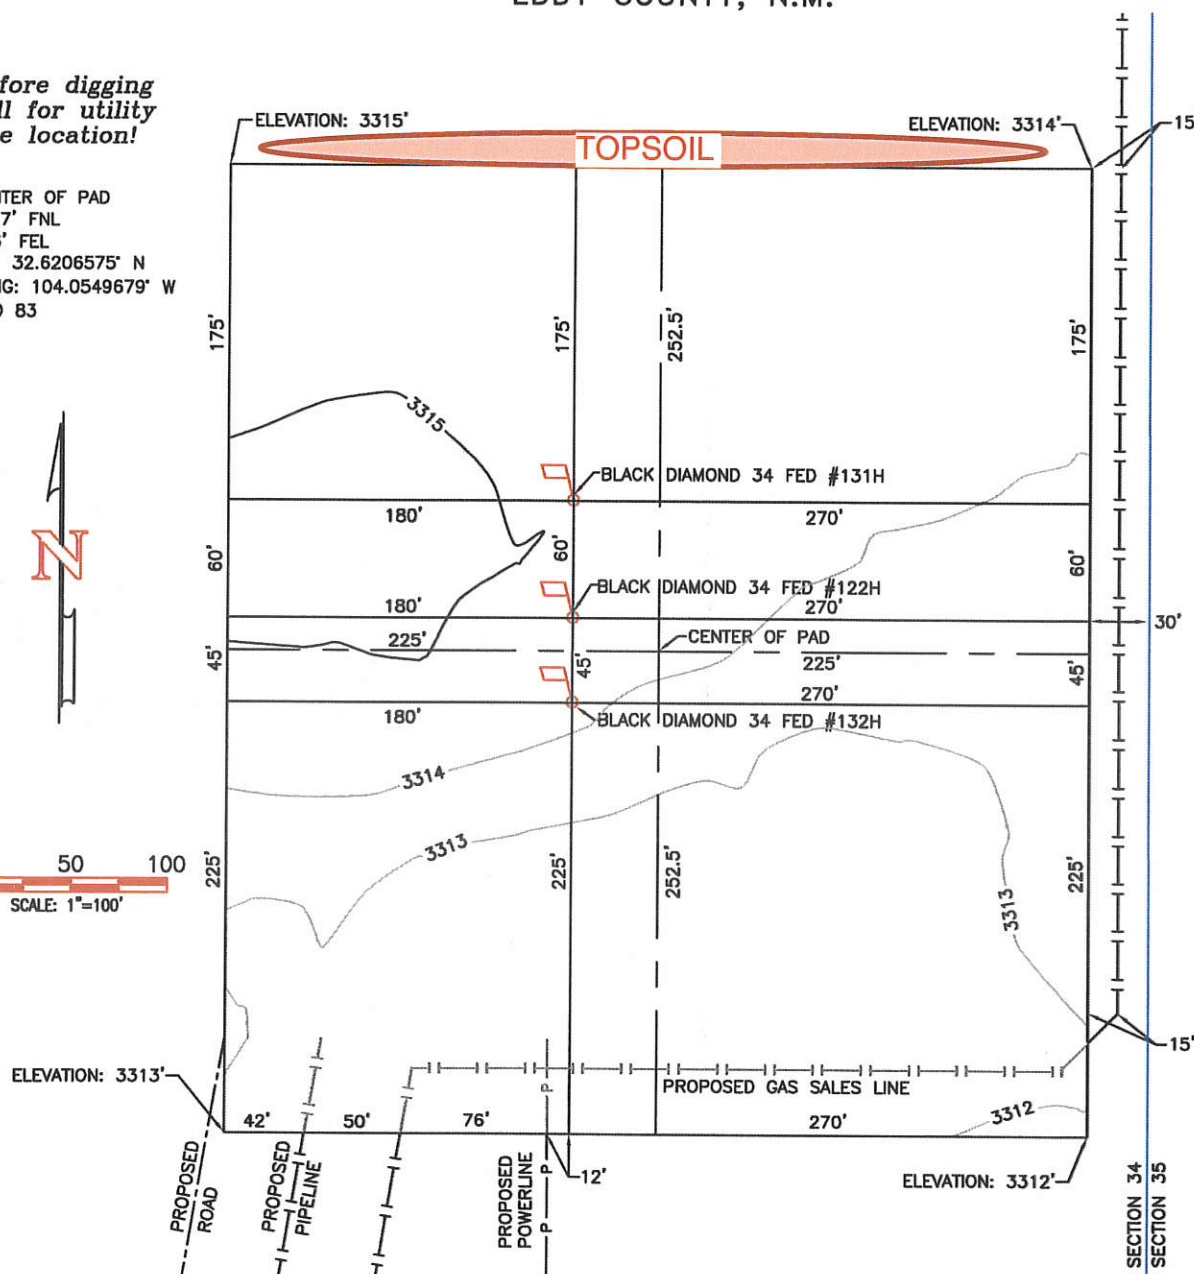 EDDY COUNTY, N.M.
fore digging
ll for utility
e location!
TER OF PAD
7' FNL
' FEL
32.6206575° N
G: 104.0549679° W
83
ELEVATION: 3315'
TOPSOIL
ELEVATION: 3314'
15'
175'
175'
252.5'
175'
3315
BLACK DIAMOND 34 FED #131H
180'
270'
N
60'
60'
60'
BLACK DIAMOND 34 FED #122H
180'
270'
30'
225'
CENTER OF PAD
225'
45'
45'
45'
270'
180'
BLACK DIAMOND 34 FED #132H
3314
3313
50 100
SCALE: 1"=100'
225'
225'
252.5'
225'
3313
15'
ELEVATION: 3313'
PROPOSED GAS SALES LINE
P
3312
42'
50'
76'
270'
12'
PROPOSED
ROAD
PROPOSED
PIPELINE
PROPOSED
POWERLINE
P
P
ELEVATION: 3312'
SECTION 34
SECTION 35